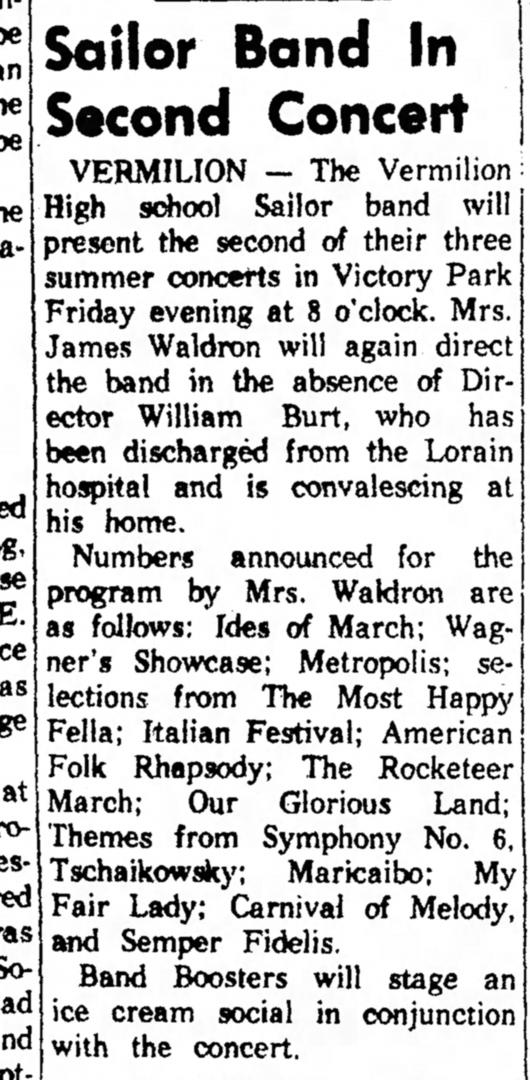 Sailor Band In
Second Concert
VERMILION — The Vermilion
High school Sailor band will
present the second of their three
summer concerts in Victory Park
Friday evening at 8 o'clock. Mrs.
James Waldron will again direct
the band in the absence of Dir-
ector William Burt, who has
been discharged from the Lorain
hospital and is convalescing at
his home.
Numbers announced for the
program by Mrs. Waldron are
as follows: Ides of March; Wag-
ner's Showcase; Metropolis; se-
lections from The Most Happy
Fella; Italian Festival; American
Folk Rhapsody; The Rocketeer
March; Our Glorious Land;
Themes from Symphony No. 6,
Tschaikowsky; Maricaibo; My
Fair Lady; Carnival of Melody,
and Semper Fidelis.
Band Boosters will stage an
ice cream social in conjunction
with the concert.